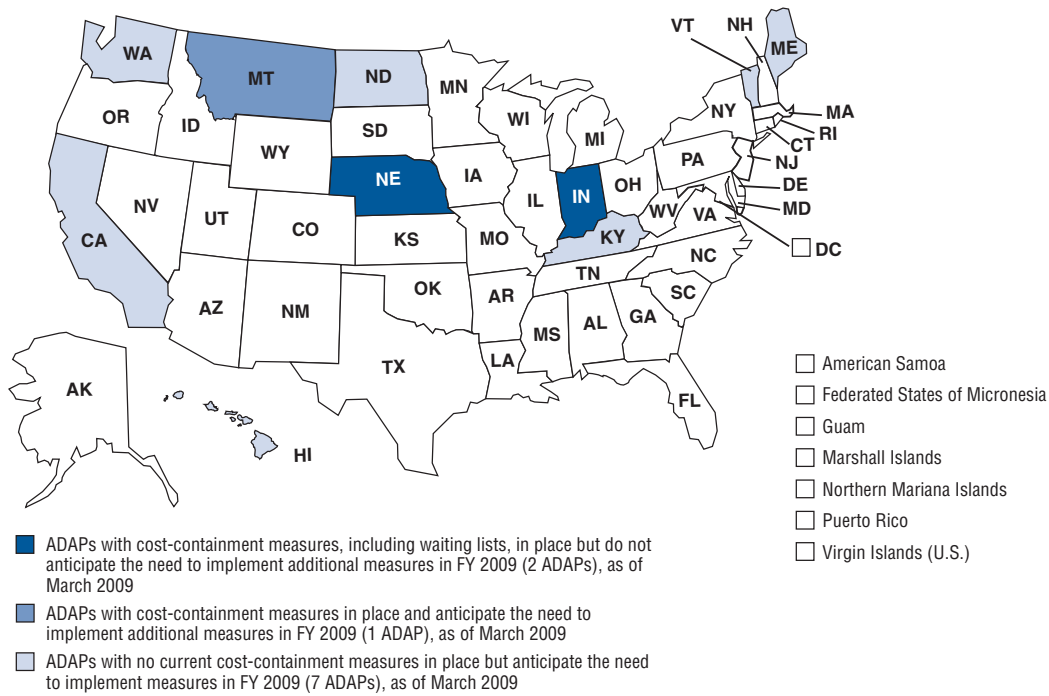 VT
NH
WA
ME
MT
ND
MN
OR
ID
SD
WI
MI
NY
MA
RI
CT
WY
NE
IA
PA
NJ
NV
UT
CO
IL
IN
OH
DE
MD
CA
KS
MO
KY
WV
VA
DC
AZ
NM
OK
AR
TN
NC
SC
TX
LA
MS
AL
GA
FL
AK
HI
American Samoa
Federated States of Micronesia
Guam
Marshall Islands
Northern Mariana Islands
Puerto Rico
Virgin Islands (U.S.)
ADAPs with cost-containment measures, including waiting lists, in place but do not
anticipate the need to implement additional measures in FY 2009 (2 ADAPs), as of
March 2009
ADAPs with cost-containment measures in place and anticipate the need to
implement additional measures in FY 2009 (1 ADAP), as of March 2009
ADAPs with no current cost-containment measures in place but anticipate the need
to implement measures in FY 2009 (7 ADAPs), as of March 2009